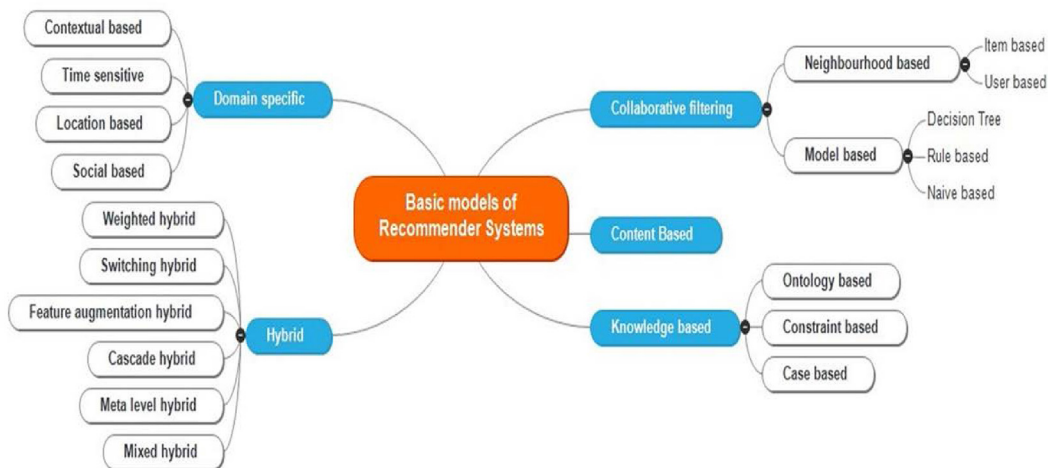 Basic models of
Recommender Systems
Domain specific
Contextual based
Time sensitive
Location based
Social based
Hybrid
Weighted hybrid
Switching hybrid
Feature augmentation hybrid
Cascade hybrid
Meta level hybrid
Mixed hybrid
Collaborative filtering
Neighbourhood based
Item based
User based
Model based
Decision Tree
Rule based
Naive based
Content Based
Knowledge based
Ontology based
Constraint based
Case based